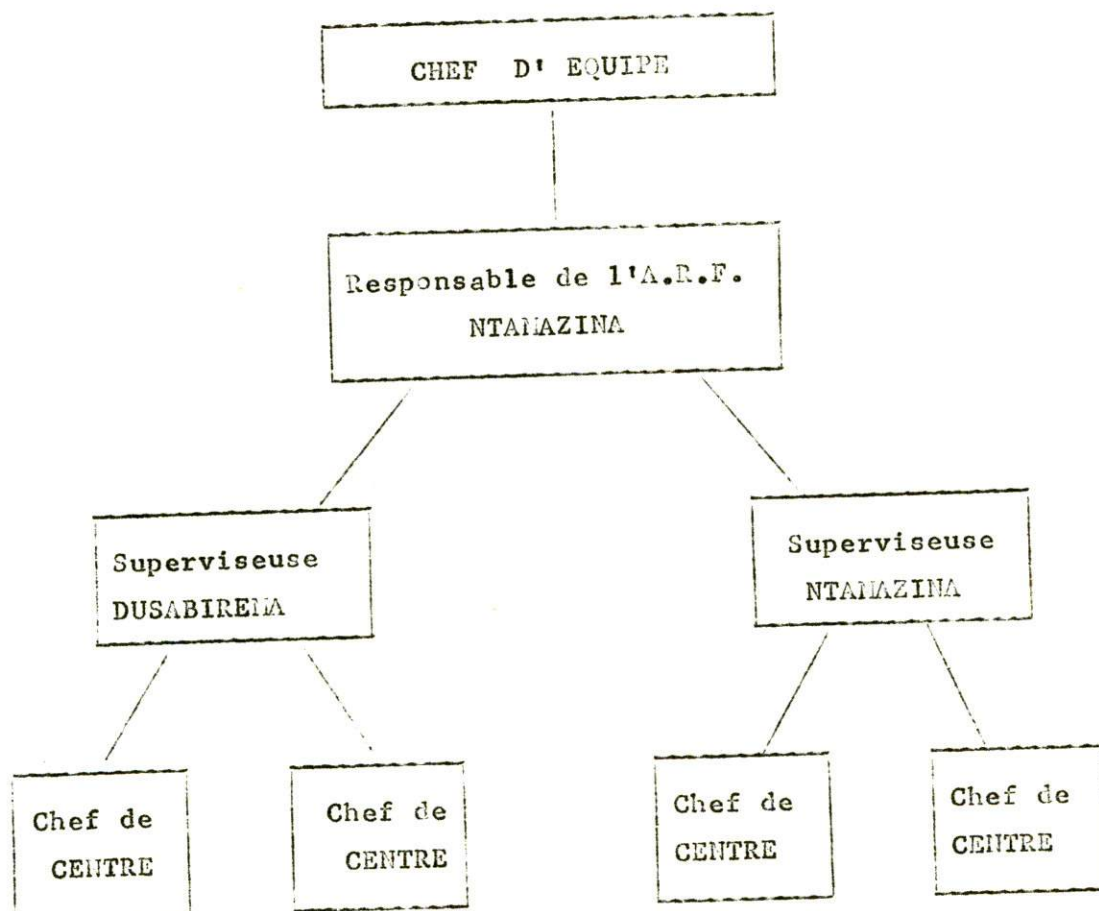 CHEF D' EQUIPE
Responsable de l'A.R.F.
NTAMAZINA
Superviseuse
DUSABIREMA
Superviseuse
NTAMAZINA
Chef de
CENTRE
Chef de
CENTRE
Chef de
CENTRE
Chef de
CENTRE